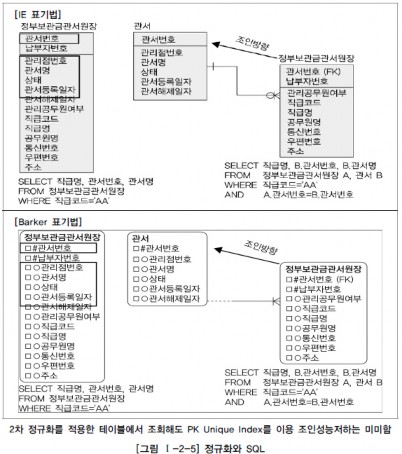 [IE 표기법]
정부보관금관서원장
관서번호
납부자번호
관리점번호
관서명
상태
관서등록일자
관서해제일자
관리공무원여부
직급코드
직급명
공무원명
통신번호
우편번호
주소
SELECT 직급명, 관서번호, 관서명
FROM 정부보관금관서원장
WHERE 직급코드='AA'
관서
관서번호
관리점번호
관서명
상태
관서등록일자
관서해제일자
조인방향
정부보관금관서원장
관서번호 (FK)
납부자번호
관리공무원여부
직급코드
직급명
공무원명
통신번호
우편번호
주소
SELECT 직급명, B.관서번호, B.관서명
FROM 정부보관금관서원장 A, 관서 B
WHERE 직급코드='AA'
AND A.관서번호=B.관서번호
[Barker 표기법]
정부보관금관서원장
□#관서번호
□#납부자번호
□○관리점번호
□○관서명
□○상태
□○관서등록일자
□○관서해제일자
□○관리공무원여부
□○직급코드
□○직급명
□○공무원명
□○통신번호
□○우편번호
□○주소
SELECT 직급명, 관서번호, 관서명
FROM 정부보관금관서원장
WHERE 직급코드='AA'
관서
□#관서번호
□○관리점번호
□○관서명
□○상태
□○관서등록일자
□○관서해제일자
조인방향
정부보관금관서원장
□#관서번호 (FK)
□#납부자번호
□○관리공무원여부
□○직급코드
□○직급명
□○공무원명
□○통신번호
□○우편번호
□○주소
SELECT 직급명, B.관서번호, B.관서명
FROM 정부보관금관서원장 A, 관서 B
WHERE 직급코드='AA'
AND A.관서번호=B.관서번호
2차 정규화를 적용한 테이블에서 조회해도 PK Unique Index를 이용 조인성능저하는 미미함
[그림 Ⅰ-2-5] 정규화와 SQL